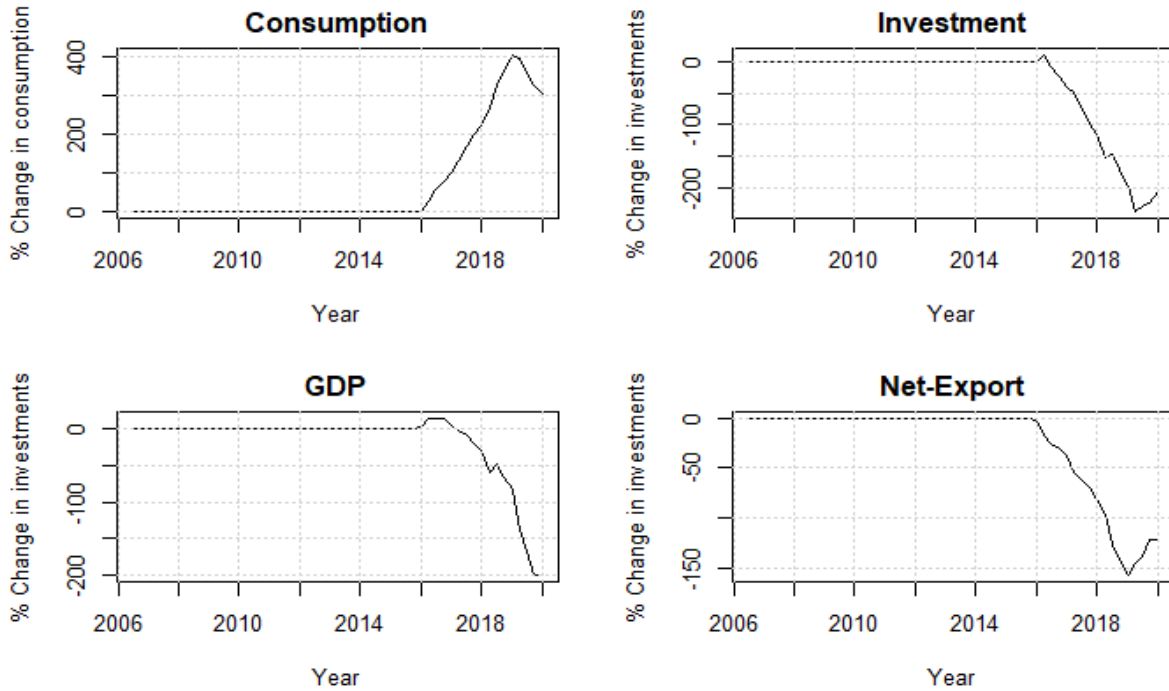 Consumption
% Change in consumption
400
200
0
2006 2010 2014 2018
Year
Investment
% Change in investments
0
-100
-200
2006 2010 2014 2018
Year
GDP
% Change in investments
0
-100
-200
2006 2010 2014 2018
Year
Net-Export
% Change in investments
0
-50
-150
2006 2010 2014 2018
Year